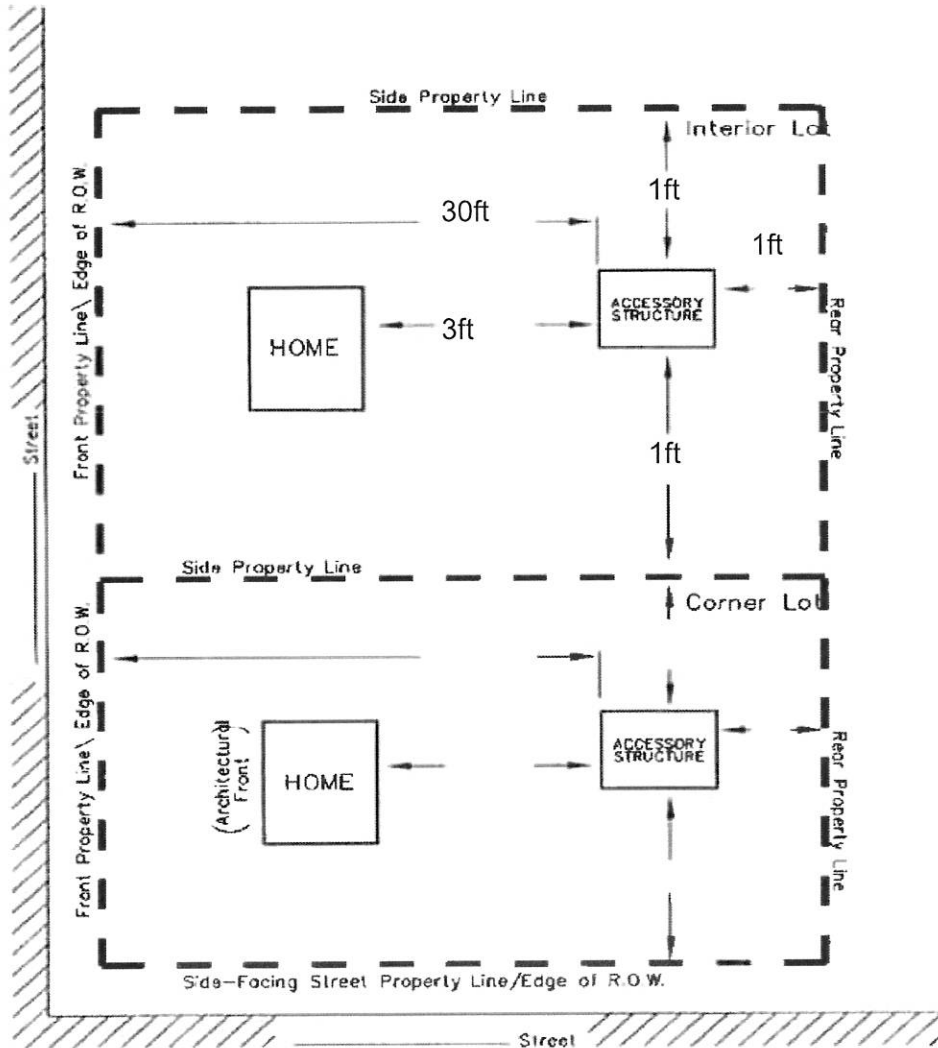 Side Property Line
Interior Lot
Front Property Line\ Edge of R.O.W.
30ft
1ft
1ft
ACCESSORY
STRUCTURE
HOME
3ft
Rear Property Line
1ft
Street
Side Property Line
Corner Lot
Front Property Line\ Edge of R.O.W.
(Architectural
Front)
HOME
ACCESSORY
STRUCTURE
Rear Property Line
Side-Facing Street Property Line/Edge of R.O.W.
Street